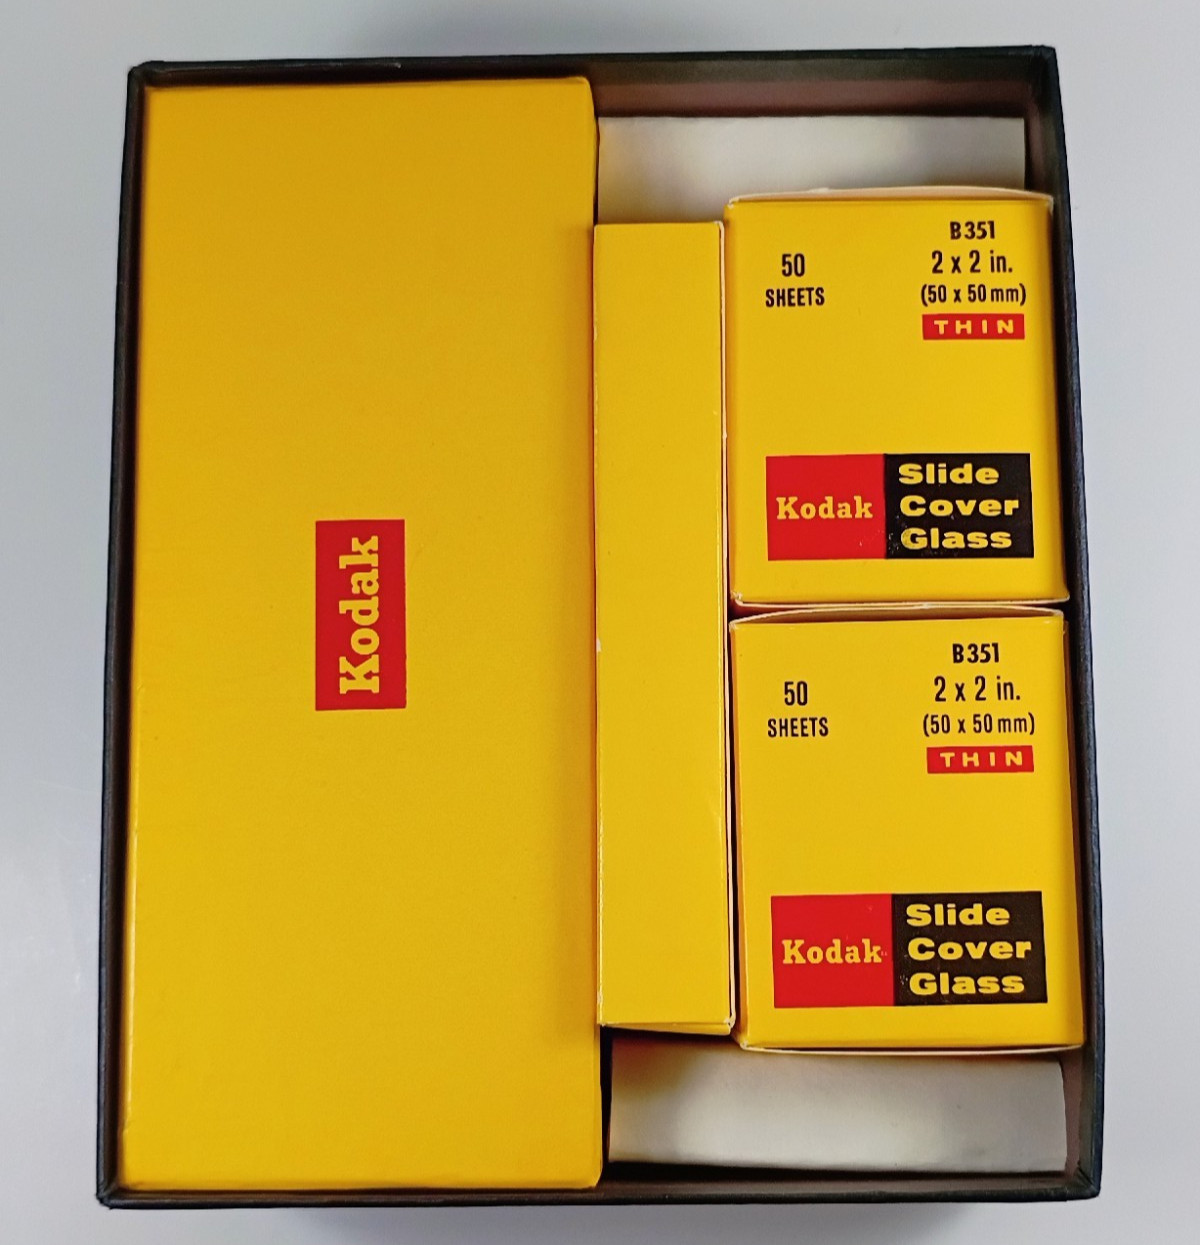 Kodak
B351
50
2 x 2 in.
SHEETS
(50 x 50 mm)
THIN
Kodak
Slide
Cover
Glass
B351
50
2 x 2 in.
SHEETS
(50 x 50 mm)
THIN
Kodak
Slide
Cover
Glass